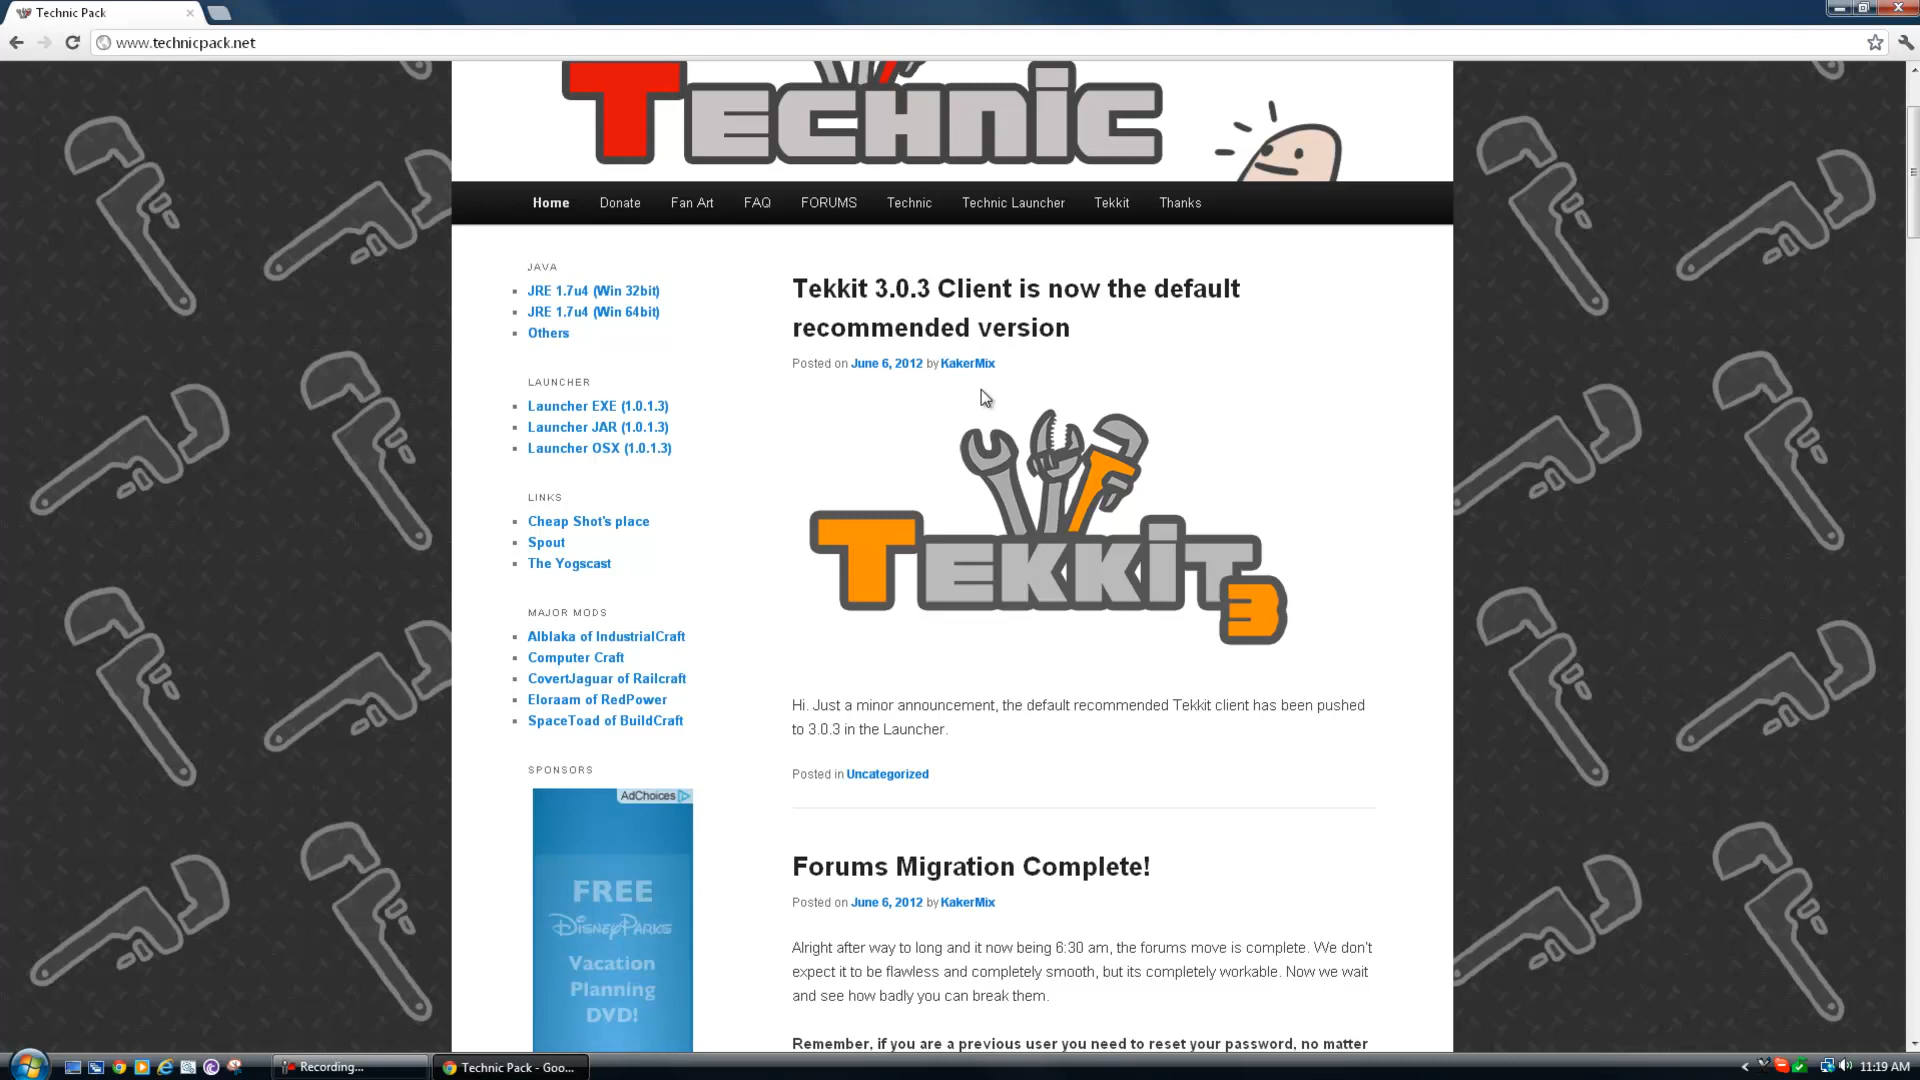 Technic Pack
www.technicpack.net
TECHNIC
Home Donate Fan Art FAQ FORUMS Technic Technic Launcher Tekkit Thanks
JAVA
JRE 1.7u4 (Win 32bit)
JRE 1.7u4 (Win 64bit)
Others
LAUNCHER
Launcher EXE (1.0.1.3)
Launcher JAR (1.0.1.3)
Launcher OSX (1.0.1.3)
LINKS
Cheap Shot's place
Spout
The Yogscast
MAJOR MODS
Alblaka of IndustrialCraft
Computer Craft
CovertJaguar of Railcraft
Eloraam of RedPower
SpaceToad of BuildCraft
SPONSORS
AdChoices
FREE
Disney Parks
Vacation
Planning
DVD!
Tekkit 3.0.3 Client is now the default
recommended version
Posted on June 6, 2012 by KakerMix
TEKKIT
3
Hi. Just a minor announcement, the default recommended Tekkit client has been pushed
to 3.0.3 in the Launcher.
Posted in Uncategorized
Forums Migration Complete!
Posted on June 6, 2012 by KakerMix
Alright after way to long and it now being 6:30 am, the forums move is complete. We don't
expect it to be flawless and completely smooth, but its completely workable. Now we wait
and see how badly you can break them.
Remember, if you are a previous user you need to reset your password, no matter
Recording...
Technic Pack - Goo...
11:19 AM